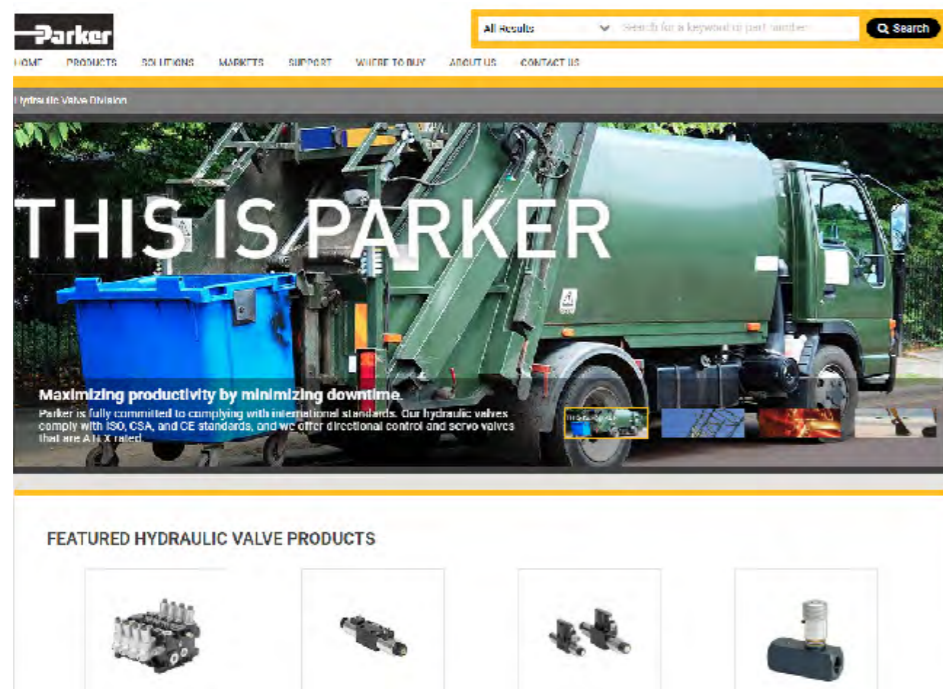 Parker
All Results
Search for a keyword or part number
Search
HOME PRODUCTS SOLUTIONS MARKETS SUPPORT WHERE TO BUY ABOUT US CONTACT US
Hydraulic Valve Division
THIS IS PARKER
Maximizing productivity by minimizing downtime.
Parker is fully committed to complying with international standards. Our hydraulic valves
comply with ISO, CSA, and CE standards, and we offer directional control and servo valves
that are ATEX rated.
THIS IS PARKER
FEATURED HYDRAULIC VALVE PRODUCTS